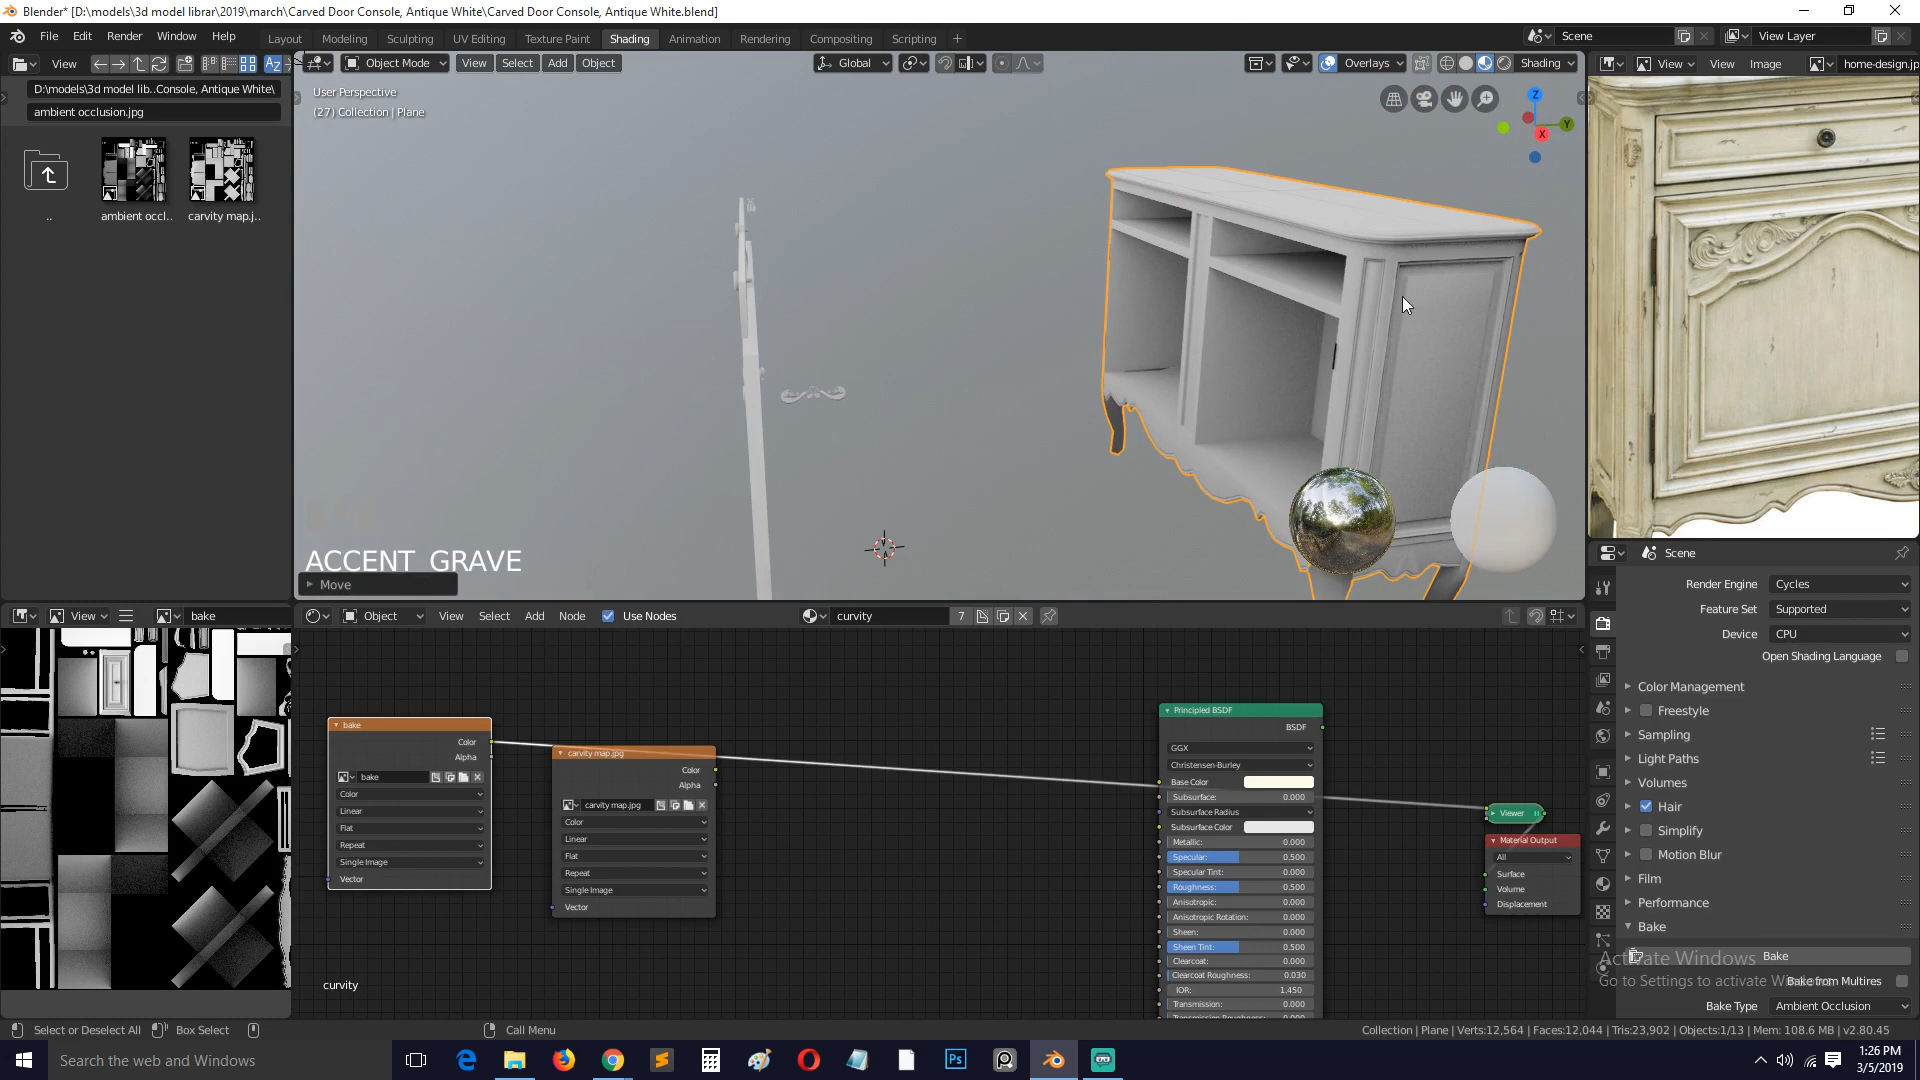 Blender* [D:\models\3d model librar\2019\march\Carved Door Console, Antique White\Carved Door Console, Antique White.blend]
File Edit Render Window Help
Layout Modeling Sculpting UV Editing Texture Paint Shading Animation Rendering Compositing Scripting +
Scene
View Layer
View
D:\models\3d model lib..Console, Antique White\
ambient occlusion.jpg
..
ambient occl..
carvity map.j..
Object Mode View Select Add Object
Global
Overlays
Shading
User Perspective
(27) Collection | Plane
Z
Y
X
ACCENT GRAVE
Move
View View Image home-design.jp
View bake
Object View Select Add Node Use Nodes
curvity 7
bake
Color
Alpha
bake
Color
Linear
Flat
Repeat
Single Image
Vector
carvity map.jpg
Color
Alpha
carvity map.jpg
Color
Linear
Flat
Repeat
Single Image
Vector
Principled BSDF
BSDF
GGX
Christensen-Burley
Base Color
Subsurface: 0.000
Subsurface Radius
Subsurface Color
Metallic: 0.000
Specular: 0.500
Specular Tint: 0.000
Roughness: 0.500
Anisotropic: 0.000
Anisotropic Rotation: 0.000
Sheen: 0.000
Sheen Tint: 0.500
Clearcoat: 0.000
Clearcoat Roughness: 0.030
IOR: 1.450
Transmission: 0.000
Viewer
Material Output
All
Surface
Volume
Displacement
curvity
Scene
Render Engine Cycles
Feature Set Supported
Device CPU
Open Shading Language
Color Management
Freestyle
Sampling
Light Paths
Volumes
Hair
Simplify
Motion Blur
Film
Performance
Bake
Bake
Bake from Multires
Bake Type Ambient Occlusion
Activate Windows
Go to Settings to activate Windows.
Select or Deselect All Box Select Call Menu
Collection | Plane | Verts:12,564 | Faces:12,044 | Tris:23,902 | Objects:1/13 | Mem: 108.6 MB | v2.80.45
Search the web and Windows
Ps
1:26 PM
3/5/2019